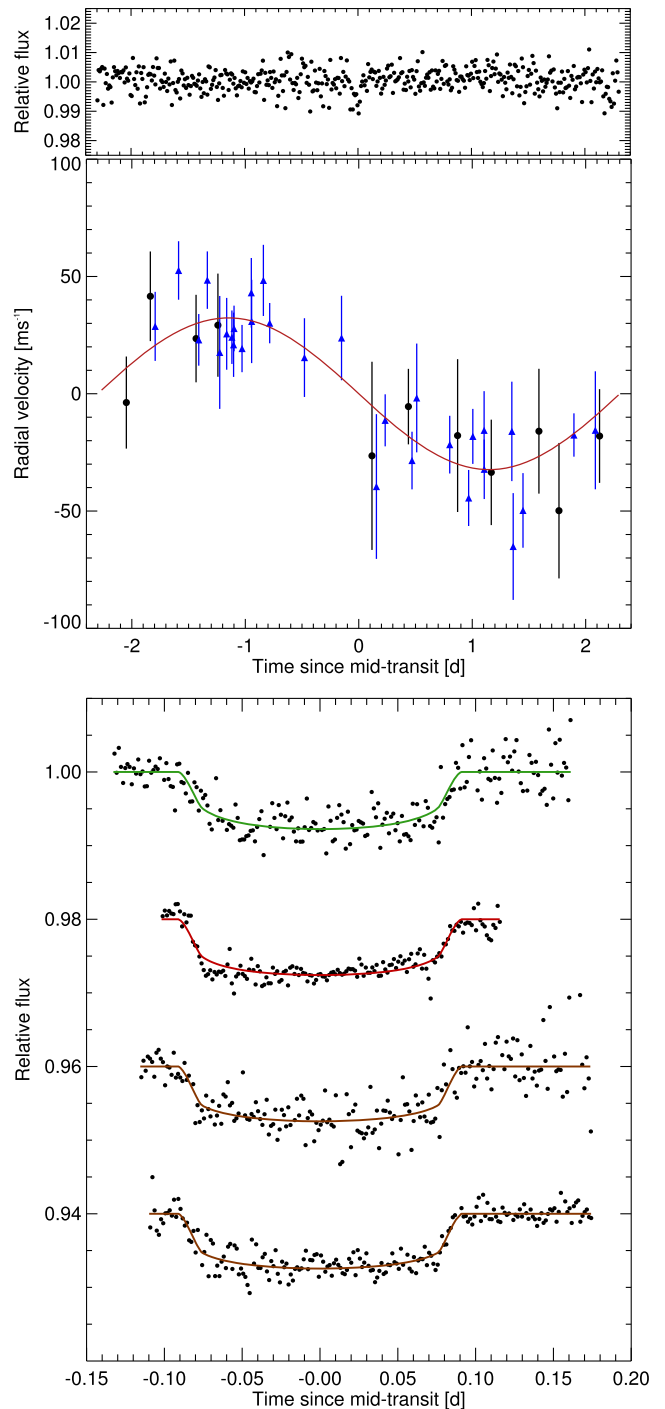 1.02
1.01
1.00
0.99
0.98
Relative flux
100
50
0
-50
-100
Radial velocity [ms⁻¹]
-2 -1 0 1 2
Time since mid-transit [d]
1.00
0.98
0.96
0.94
Relative flux
-0.15 -0.10 -0.05 -0.00 0.05 0.10 0.15 0.20
Time since mid-transit [d]